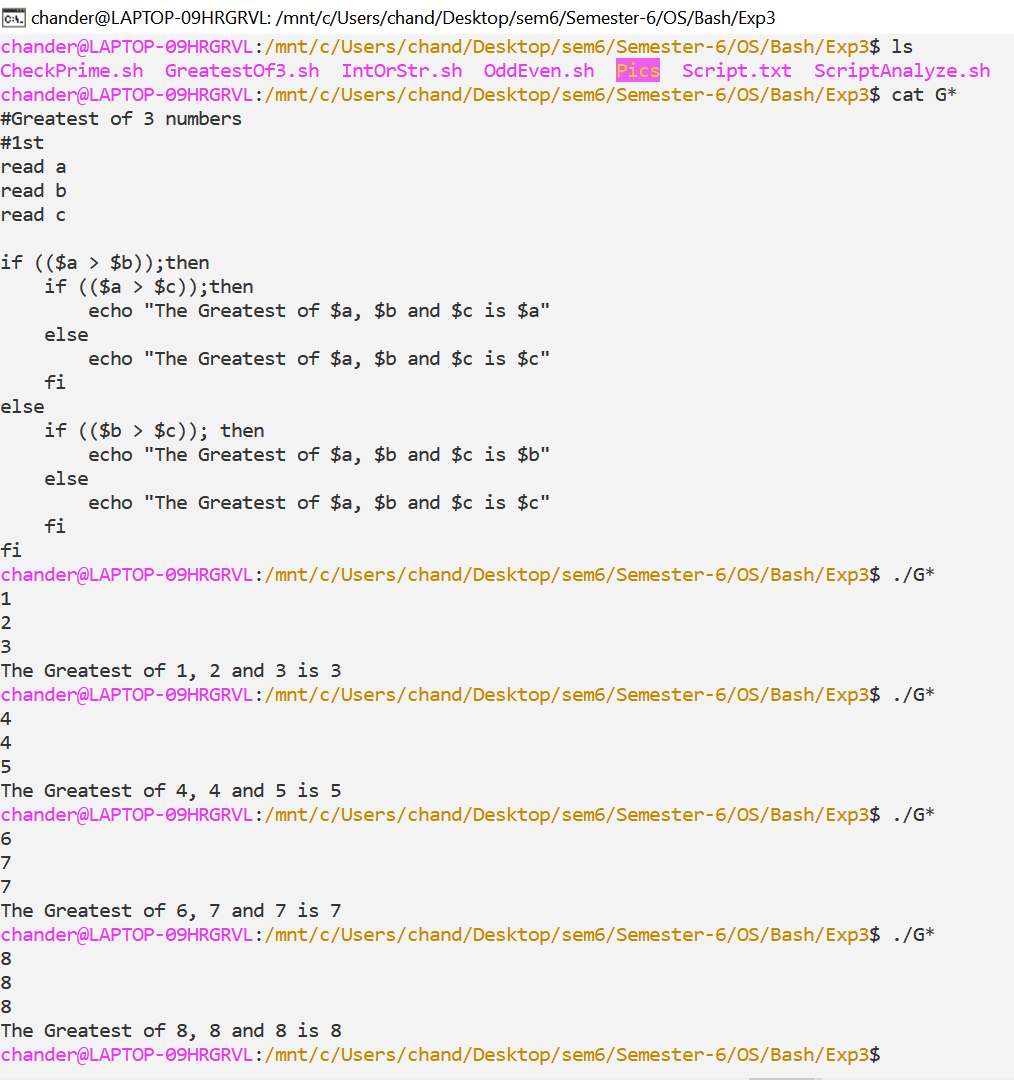 chander@LAPTOP-09HRGRVL: /mnt/c/Users/chand/Desktop/sem6/Semester-6/OS/Bash/Exp3
chander@LAPTOP-09HRGRVL:/mnt/c/Users/chand/Desktop/sem6/Semester-6/OS/Bash/Exp3$ ls
CheckPrime.sh  GreatestOf3.sh  IntOrStr.sh  OddEven.sh  Pics  Script.txt  ScriptAnalyze.sh
chander@LAPTOP-09HRGRVL:/mnt/c/Users/chand/Desktop/sem6/Semester-6/OS/Bash/Exp3$ cat G*
#Greatest of 3 numbers
#1st
read a
read b
read c

if (($a > $b));then
    if (($a > $c));then
        echo "The Greatest of $a, $b and $c is $a"
    else
        echo "The Greatest of $a, $b and $c is $c"
    fi
else
    if (($b > $c)); then
        echo "The Greatest of $a, $b and $c is $b"
    else
        echo "The Greatest of $a, $b and $c is $c"
    fi
fi
chander@LAPTOP-09HRGRVL:/mnt/c/Users/chand/Desktop/sem6/Semester-6/OS/Bash/Exp3$ ./G*
1
2
3
The Greatest of 1, 2 and 3 is 3
chander@LAPTOP-09HRGRVL:/mnt/c/Users/chand/Desktop/sem6/Semester-6/OS/Bash/Exp3$ ./G*
4
4
5
The Greatest of 4, 4 and 5 is 5
chander@LAPTOP-09HRGRVL:/mnt/c/Users/chand/Desktop/sem6/Semester-6/OS/Bash/Exp3$ ./G*
6
7
7
The Greatest of 6, 7 and 7 is 7
chander@LAPTOP-09HRGRVL:/mnt/c/Users/chand/Desktop/sem6/Semester-6/OS/Bash/Exp3$ ./G*
8
8
8
The Greatest of 8, 8 and 8 is 8
chander@LAPTOP-09HRGRVL:/mnt/c/Users/chand/Desktop/sem6/Semester-6/OS/Bash/Exp3$